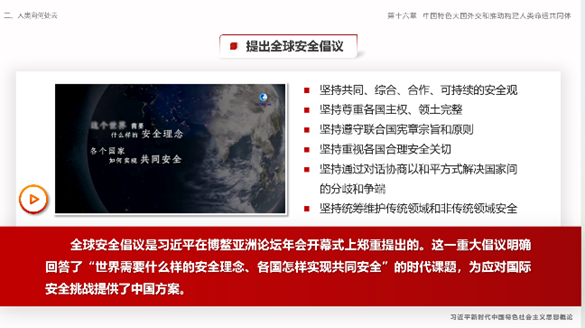 二、人类向何处去
第十六章 中国特色大国外交和推动构建人类命运共同体
提出全球安全倡议
这个世界 需要
什么样的 安全理念
各个国家
如何实现 共同安全
坚持共同、综合、合作、可持续的安全观
坚持尊重各国主权、领土完整
坚持遵守联合国宪章宗旨和原则
坚持重视各国合理安全关切
坚持通过对话协商以和平方式解决国家间
的分歧和争端
坚持统筹维护传统领域和非传统领域安全
全球安全倡议是习近平在博鳌亚洲论坛年会开幕式上郑重提出的。这一重大倡议明确
回答了“世界需要什么样的安全理念、各国怎样实现共同安全”的时代课题，为应对国际
安全挑战提供了中国方案。
习近平新时代中国特色社会主义思想概论